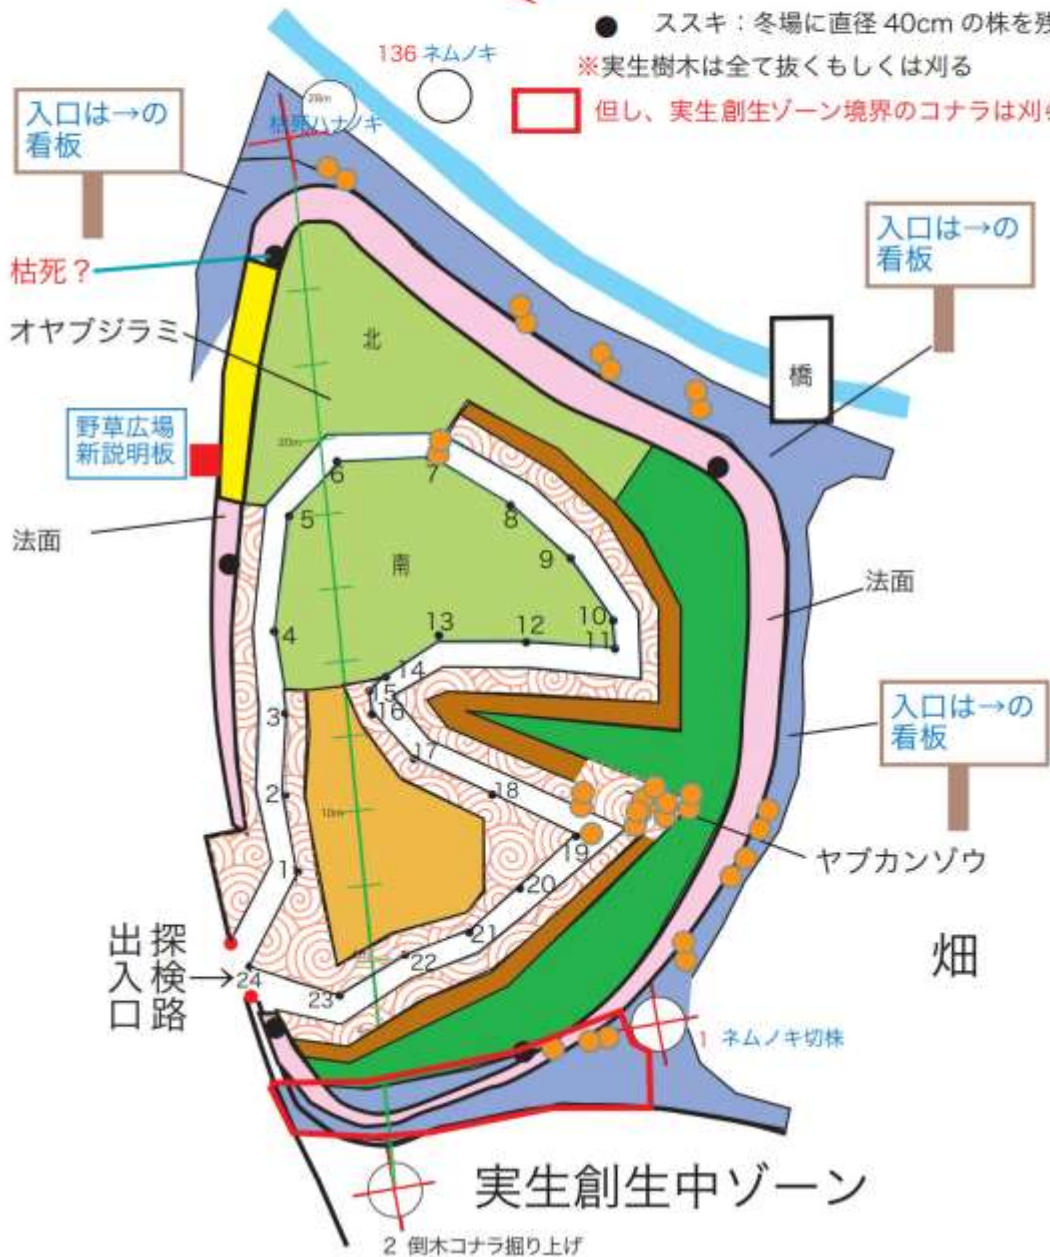 ● ススキ：冬場に直径 40cm の株を残
136 ネムノキ
※実生樹木は全て抜くもしくは刈る
但し、実生創生ゾーン境界のコナラは刈ら
28m
ハナノキ
入口は→の
看板
入口は→の
看板
枯死？
オヤブジラミ
北
橋
野草広場
新説明板
20m
6
7
5
8
法面
南
9
法面
10
4
13
12
11
14
15
3
16
入口は→の
看板
17
2
18
10m
19
ヤブカンゾウ
1
20
21
探検路
出入口→
22
24
23
畑
1 ネムノキ切株
実生創生中ゾーン
2 倒木コナラ掘り上げ